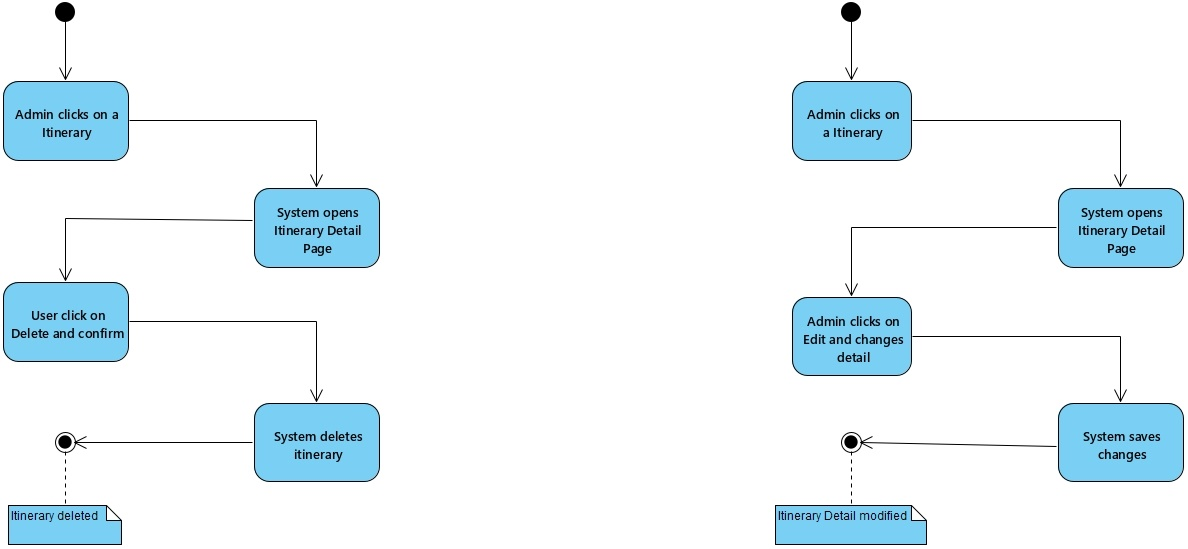 Admin clicks on a
Itinerary
System opens
Itinerary Detail
Page
User click on
Delete and confirm
System deletes
itinerary
Itinerary deleted
Admin clicks on
a Itinerary
System opens
Itinerary Detail
Page
Admin clicks on
Edit and changes
detail
System saves
changes
Itinerary Detail modified